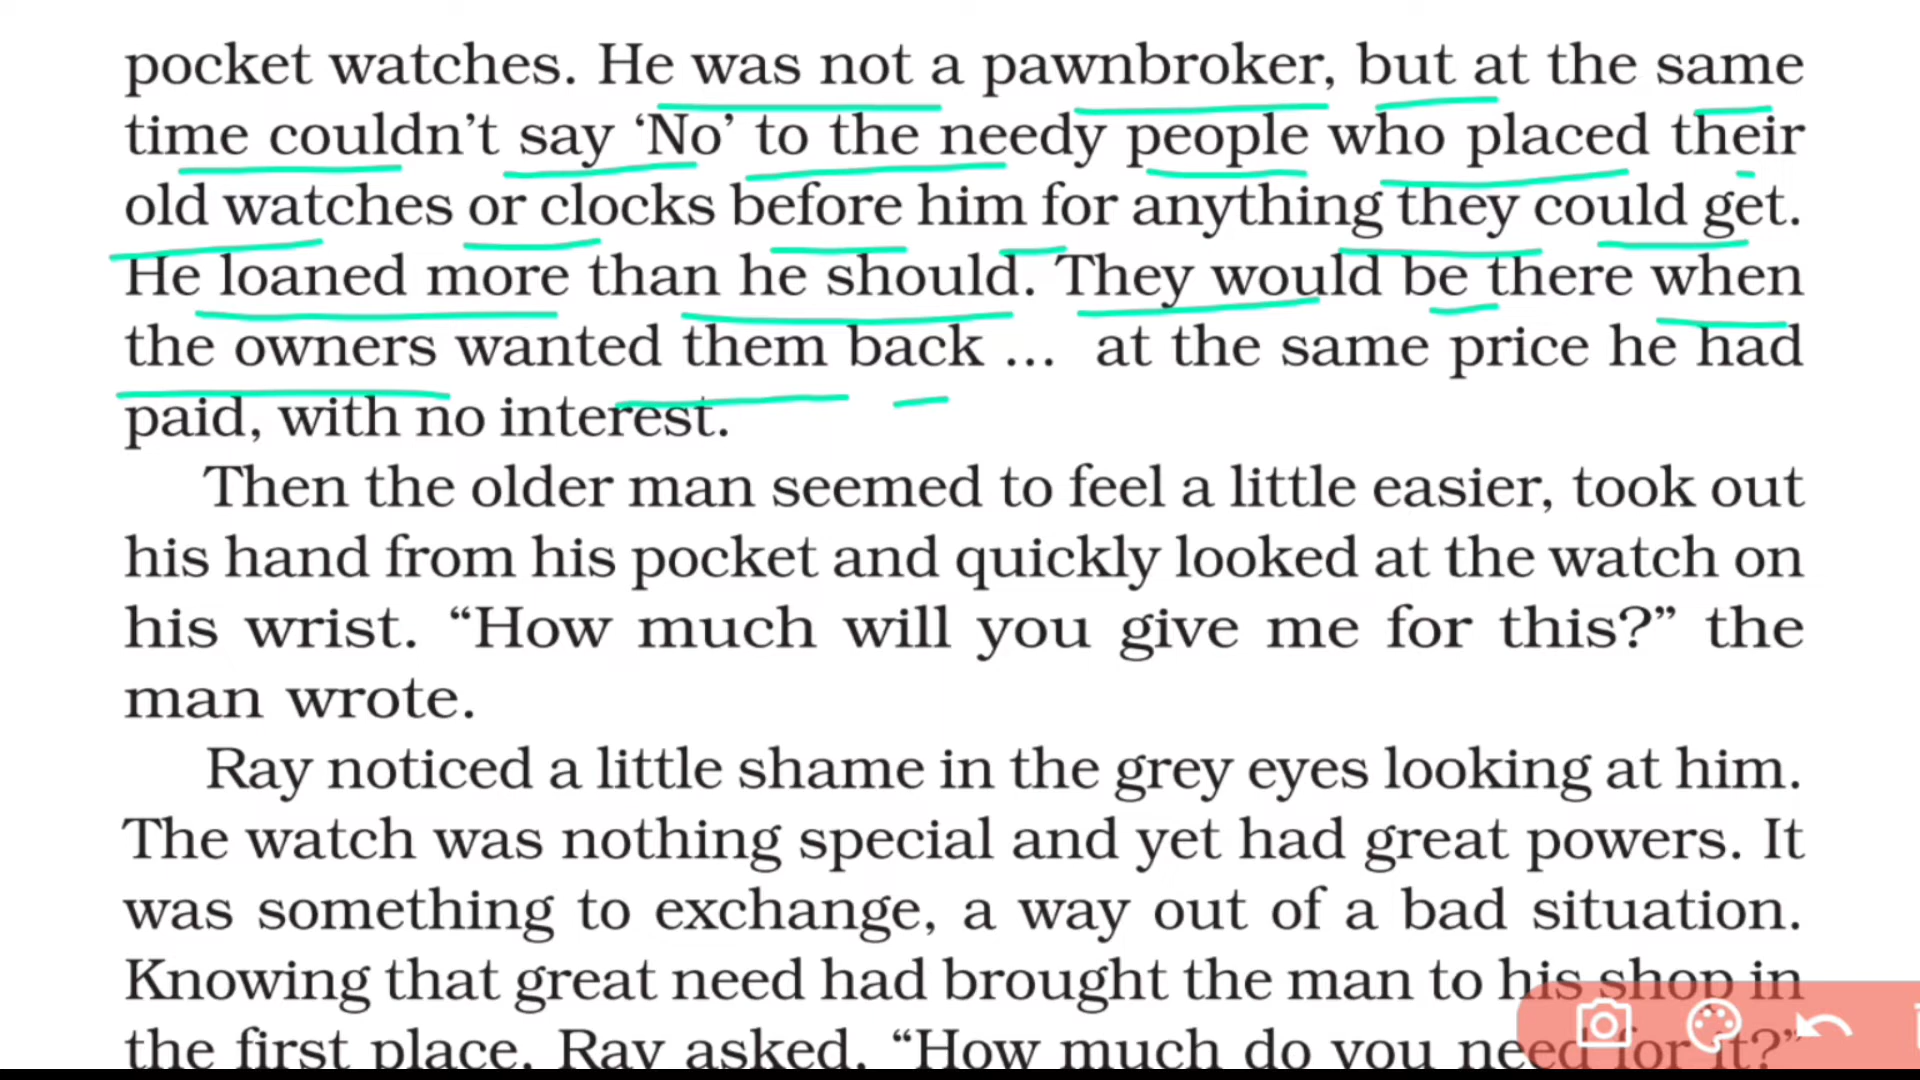 pocket watches. He was not a pawnbroker, but at the same
time couldn’t say ‘No’ to the needy people who placed their
old watches or clocks before him for anything they could get.
He loaned more than he should. They would be there when
the owners wanted them back ... at the same price he had
paid, with no interest.
Then the older man seemed to feel a little easier, took out
his hand from his pocket and quickly looked at the watch on
his wrist. “How much will you give me for this?” the
man wrote.
Ray noticed a little shame in the grey eyes looking at him.
The watch was nothing special and yet had great powers. It
was something to exchange, a way out of a bad situation.
Knowing that great need had brought the man to his shop in
the first place, Ray asked, “How much do you need for it?”